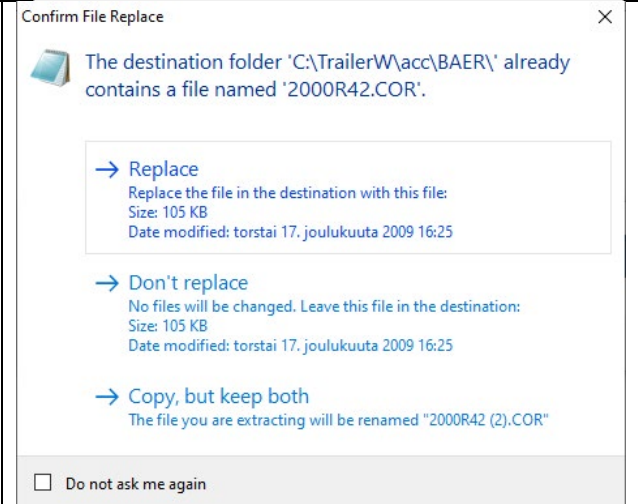 Confirm File Replace
The destination folder 'C:\TrailerW\acc\BAER\' already
contains a file named '2000R42.COR'.
Replace
Replace the file in the destination with this file:
Size: 105 KB
Date modified: torstai 17. joulukuuta 2009 16:25
Don't replace
No files will be changed. Leave this file in the destination:
Size: 105 KB
Date modified: torstai 17. joulukuuta 2009 16:25
Copy, but keep both
The file you are extracting will be renamed "2000R42 (2).COR"
Do not ask me again